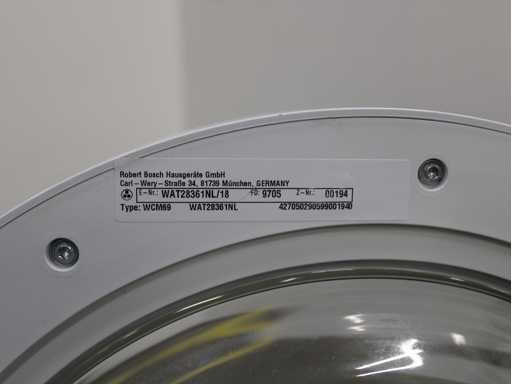 Robert Bosch Hausgeräte GmbH
Carl-Wery-Straße 34, 81739 München, GERMANY
E-Nr.: WAT28361NL/18 FD: 9705 Z-Nr.: 00194
Type: WCM69 WAT28361NL 427050290599001940